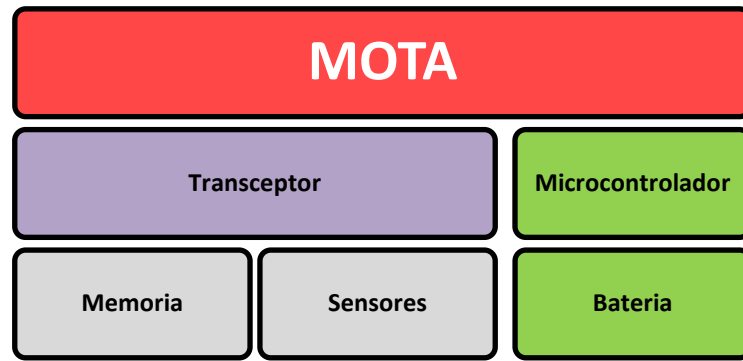 MOTA
Transceptor
Microcontrolador
Memoria
Sensores
Bateria